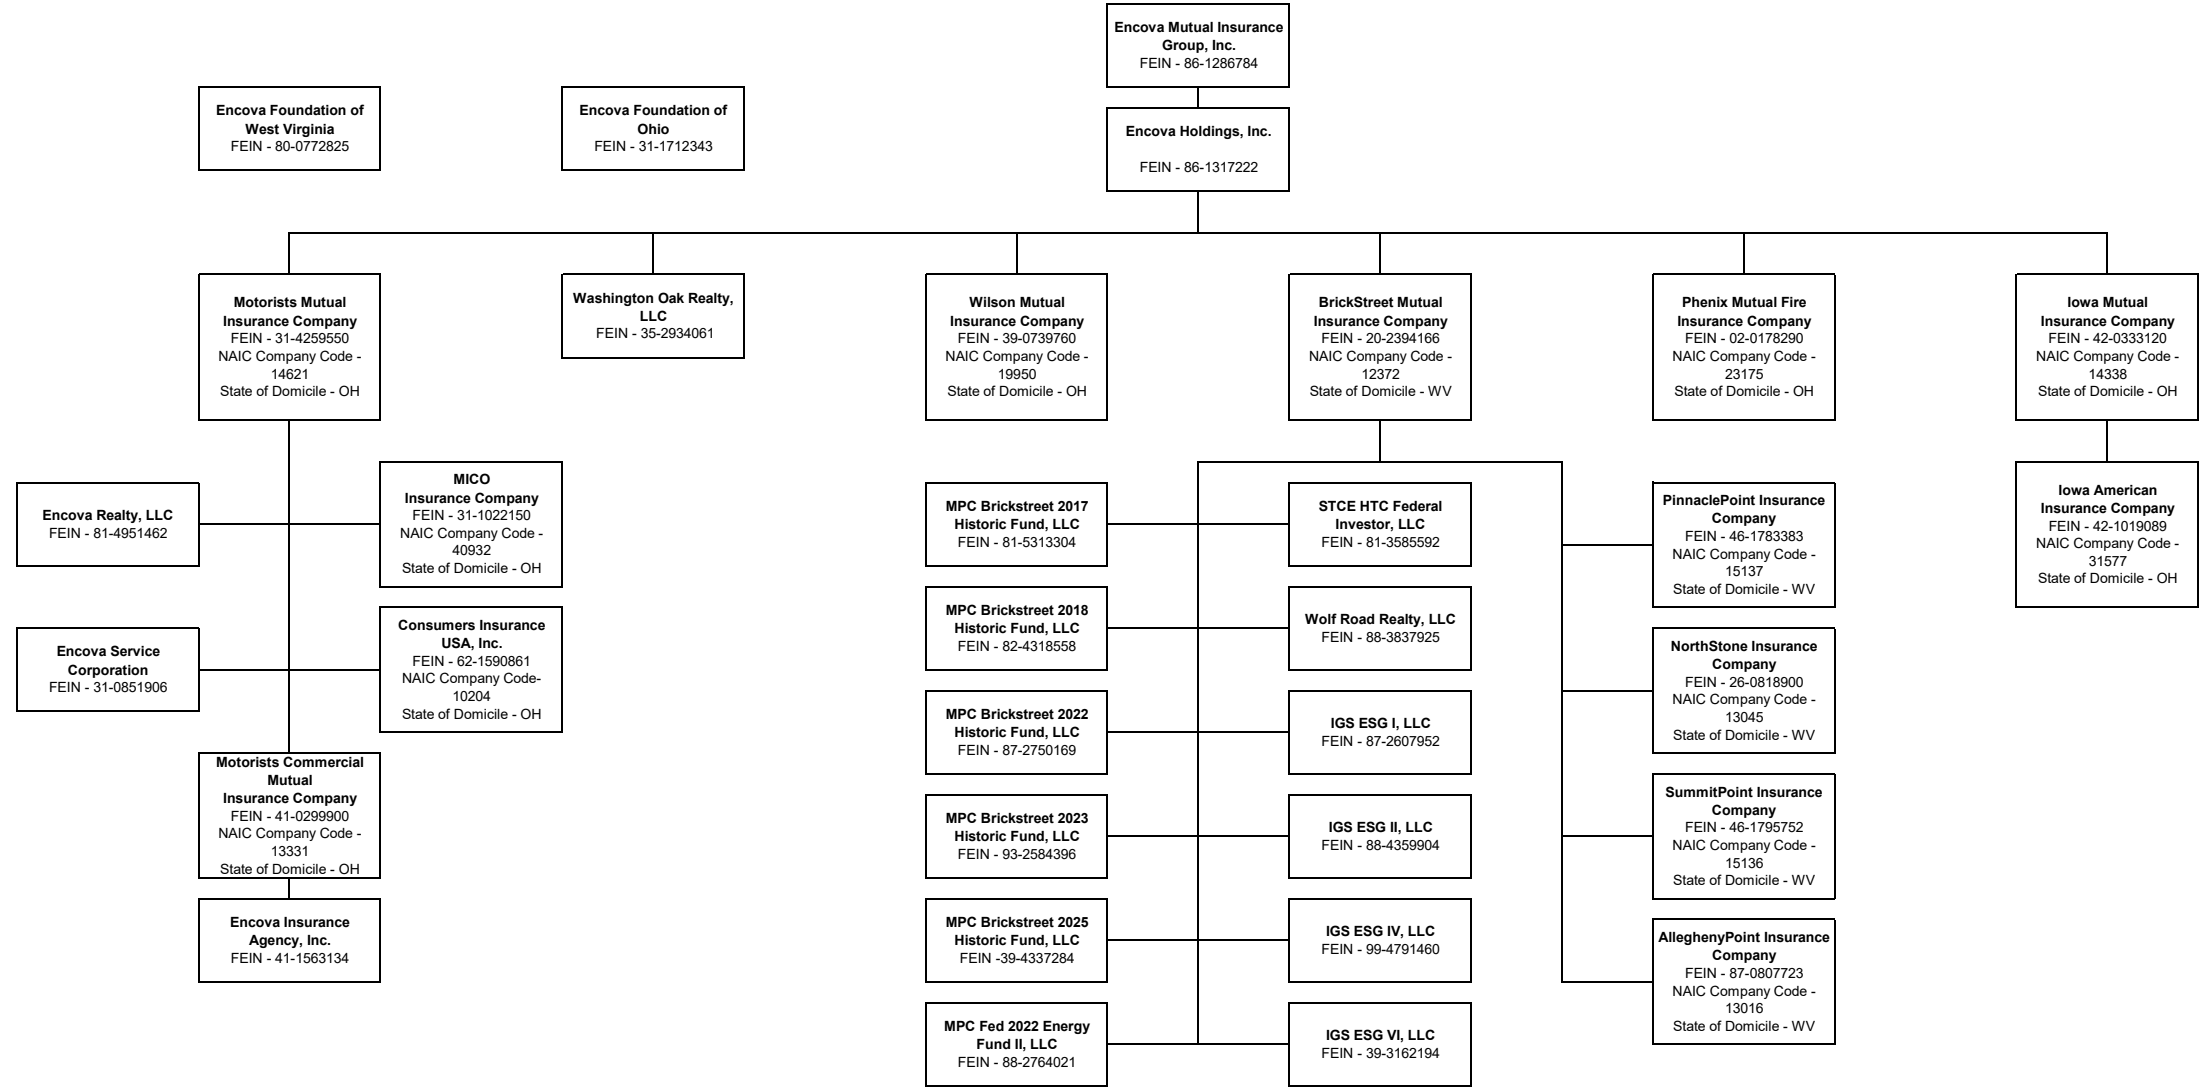 Encova Mutual Insurance
Group, Inc.
FEIN - 86-1286784
Encova Foundation of
West Virginia
FEIN - 80-0772825
Encova Foundation of
Ohio
FEIN - 31-1712343
Encova Holdings, Inc.
FEIN - 86-1317222
Motorists Mutual
Insurance Company
FEIN - 31-4259550
NAIC Company Code -
14621
State of Domicile - OH
Washington Oak Realty,
LLC
FEIN - 35-2934061
Wilson Mutual
Insurance Company
FEIN - 39-0739760
NAIC Company Code -
19950
State of Domicile - OH
BrickStreet Mutual
Insurance Company
FEIN - 20-2394166
NAIC Company Code -
12372
State of Domicile - WV
Phenix Mutual Fire
Insurance Company
FEIN - 02-0178290
NAIC Company Code -
23175
State of Domicile - OH
Iowa Mutual
Insurance Company
FEIN - 42-0333120
NAIC Company Code -
14338
State of Domicile - OH
Encova Realty, LLC
FEIN - 81-4951462
MICO
Insurance Company
FEIN - 31-1022150
NAIC Company Code -
40932
State of Domicile - OH
Encova Service
Corporation
FEIN - 31-0851906
Consumers Insurance
USA, Inc.
FEIN - 62-1590861
NAIC Company Code-
10204
State of Domicile - OH
Motorists Commercial
Mutual
Insurance Company
FEIN - 41-0299900
NAIC Company Code -
13331
State of Domicile - OH
Encova Insurance
Agency, Inc.
FEIN - 41-1563134
MPC Brickstreet 2017
Historic Fund, LLC
FEIN - 81-5313304
STCE HTC Federal
Investor, LLC
FEIN - 81-3585592
MPC Brickstreet 2018
Historic Fund, LLC
FEIN - 82-4318558
Wolf Road Realty, LLC
FEIN - 88-3837925
MPC Brickstreet 2022
Historic Fund, LLC
FEIN - 87-2750169
IGS ESG I, LLC
FEIN - 87-2607952
MPC Brickstreet 2023
Historic Fund, LLC
FEIN - 93-2584396
IGS ESG II, LLC
FEIN - 88-4359904
MPC Brickstreet 2025
Historic Fund, LLC
FEIN -39-4337284
IGS ESG IV, LLC
FEIN - 99-4791460
MPC Fed 2022 Energy
Fund II, LLC
FEIN - 88-2764021
IGS ESG VI, LLC
FEIN - 39-3162194
PinnaclePoint Insurance
Company
FEIN - 46-1783383
NAIC Company Code -
15137
State of Domicile - WV
NorthStone Insurance
Company
FEIN - 26-0818900
NAIC Company Code -
13045
State of Domicile - WV
SummitPoint Insurance
Company
FEIN - 46-1795752
NAIC Company Code -
15136
State of Domicile - WV
AlleghenyPoint Insurance
Company
FEIN - 87-0807723
NAIC Company Code -
13016
State of Domicile - WV
Iowa American
Insurance Company
FEIN - 42-1019089
NAIC Company Code -
31577
State of Domicile - OH